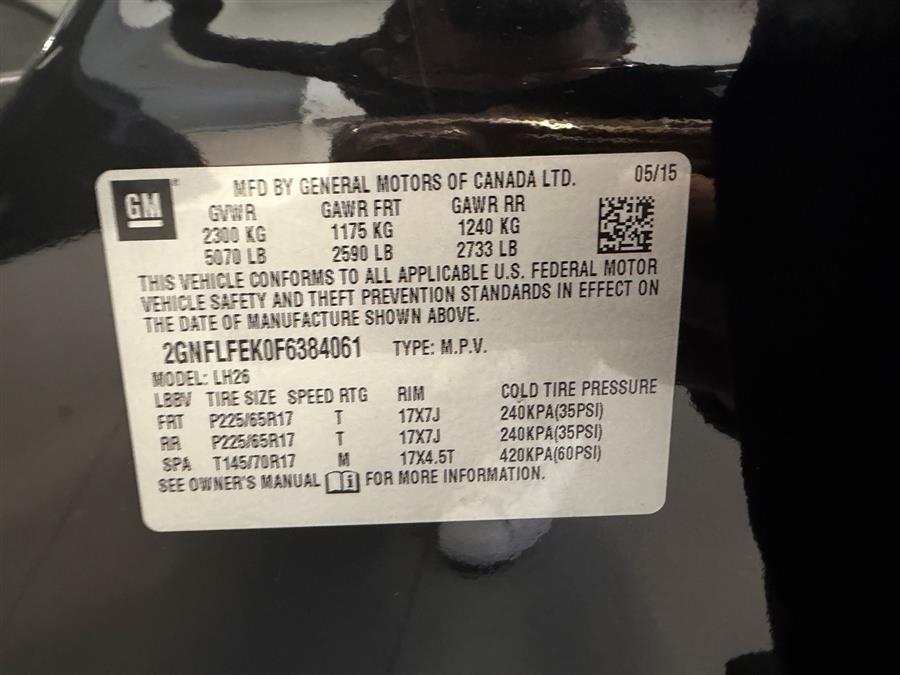 GM
MFD BY GENERAL MOTORS OF CANADA LTD. 05/15
GVWR GAWR FRT GAWR RR
2300 KG 1175 KG 1240 KG
5070 LB 2590 LB 2733 LB
THIS VEHICLE CONFORMS TO ALL APPLICABLE U.S. FEDERAL MOTOR
VEHICLE SAFETY AND THEFT PREVENTION STANDARDS IN EFFECT ON
THE DATE OF MANUFACTURE SHOWN ABOVE.
2GNFLFEK0F6384061 TYPE: M.P.V.
MODEL: LH26
LBBV TIRE SIZE SPEED RTG RIM COLD TIRE PRESSURE
FRT P225/65R17 T 17X7J 240KPA(35PSI)
RR P225/65R17 T 17X7J 240KPA(35PSI)
SPA T145/70R17 M 17X4.5T 420KPA(60PSI)
SEE OWNER'S MANUAL FOR MORE INFORMATION.